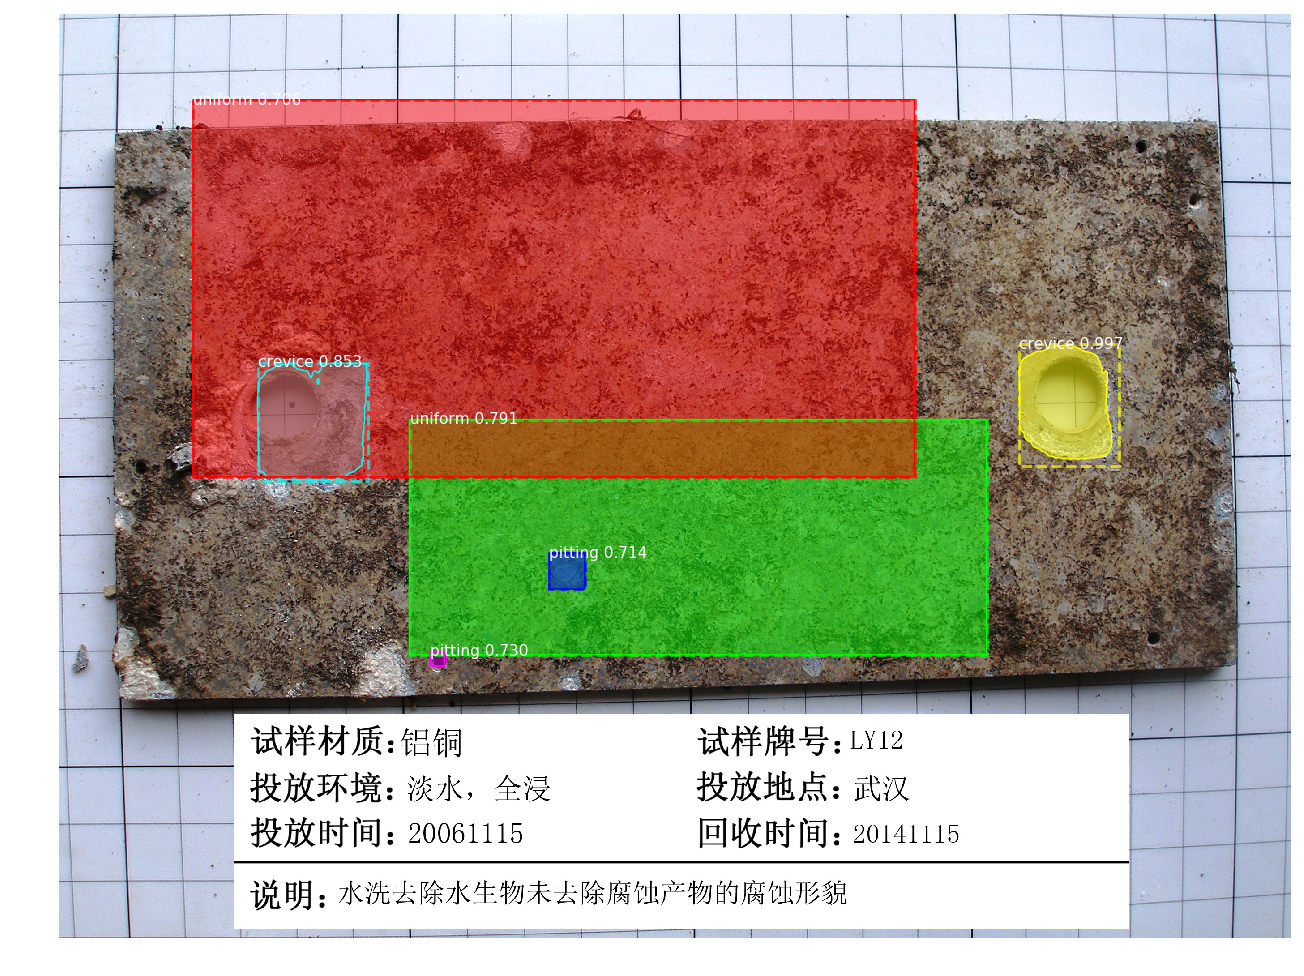 uniform 0.706
crevice 0.997
crevice 0.853
uniform 0.791
pitting 0.714
pitting 0.730
试样材质:铝铜 试样牌号:LY12
投放环境:淡水，全浸 投放地点:武汉
投放时间:20061115 回收时间:20141115
说明:水洗去除水生物未去除腐蚀产物的腐蚀形貌